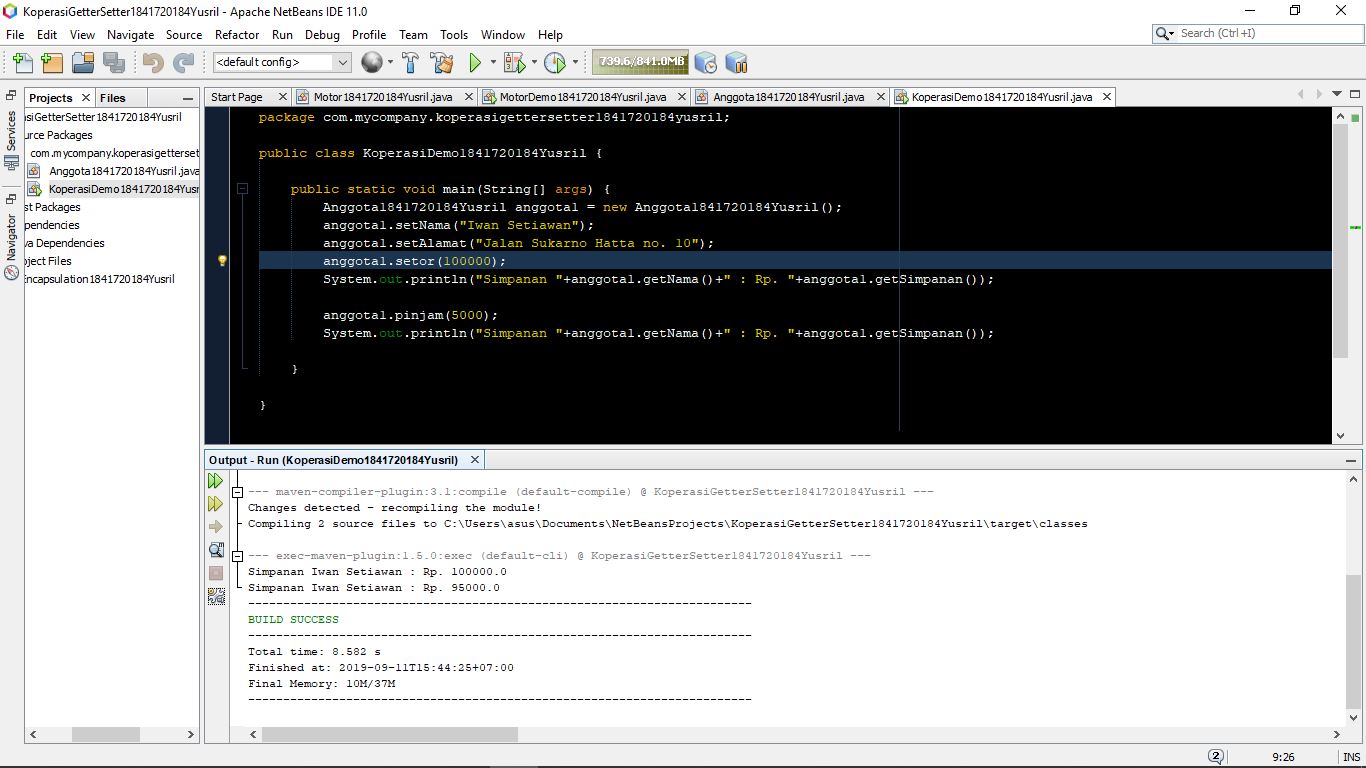 KoperasiGetterSetter1841720184Yusril - Apache NetBeans IDE 11.0
File Edit View Navigate Source Refactor Run Debug Profile Team Tools Window Help
Search (Ctrl+I)
<default config>
739.6/841.0MB
Projects
Files
Services
Navigator
siGetterSetter1841720184Yusril
urce Packages
com.mycompany.koperasigetterset
Anggota1841720184Yusril.java
KoperasiDemo1841720184Yusr
st Packages
pendencies
va Dependencies
ject Files
Encapsulation1841720184Yusril
Start Page
Motor1841720184Yusril.java
MotorDemo1841720184Yusril.java
Anggota1841720184Yusril.java
KoperasiDemo1841720184Yusril.java
package com.mycompany.koperasigettersetter1841720184yusril;
public class KoperasiDemo1841720184Yusril {
public static void main(String[] args) {
Anggota1841720184Yusril anggota1 = new Anggota1841720184Yusril();
anggota1.setNama("Iwan Setiawan");
anggota1.setAlamat("Jalan Sukarno Hatta no. 10");
anggota1.setor(100000);
System.out.println("Simpanan "+anggota1.getNama()+" : Rp. "+anggota1.getSimpanan());
anggota1.pinjam(5000);
System.out.println("Simpanan "+anggota1.getNama()+" : Rp. "+anggota1.getSimpanan());
}
}
Output - Run (KoperasiDemo1841720184Yusril)
--- maven-compiler-plugin:3.1:compile (default-compile) @ KoperasiGetterSetter1841720184Yusril ---
Changes detected - recompiling the module!
Compiling 2 source files to C:\Users\asus\Documents\NetBeansProjects\KoperasiGetterSetter1841720184Yusril\target\classes
--- exec-maven-plugin:1.5.0:exec (default-cli) @ KoperasiGetterSetter1841720184Yusril ---
Simpanan Iwan Setiawan : Rp. 100000.0
Simpanan Iwan Setiawan : Rp. 95000.0
------------------------------------------------------------------------
BUILD SUCCESS
------------------------------------------------------------------------
Total time: 8.582 s
Finished at: 2019-09-11T15:44:25+07:00
Final Memory: 10M/37M
------------------------------------------------------------------------
2
9:26
INS